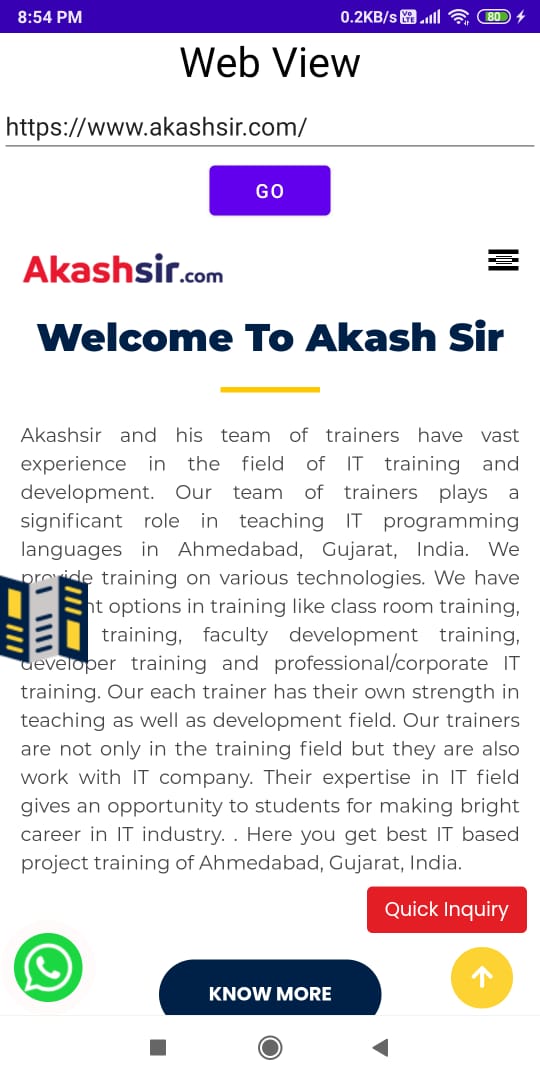 8:54 PM
0.2KB/s Vo LTE 80
Web View
https://www.akashsir.com/
GO
Akashsir.com
Welcome To Akash Sir
Akashsir and his team of trainers have vast
experience in the field of IT training and
development. Our team of trainers plays a
significant role in teaching IT programming
languages in Ahmedabad, Gujarat, India. We
provide training on various technologies. We have
options in training like class room training,
training, faculty development training,
developer training and professional/corporate IT
training. Our each trainer has their own strength in
teaching as well as development field. Our trainers
are not only in the training field but they are also
work with IT company. Their expertise in IT field
gives an opportunity to students for making bright
career in IT industry. . Here you get best IT based
project training of Ahmedabad, Gujarat, India.
Quick Inquiry
KNOW MORE